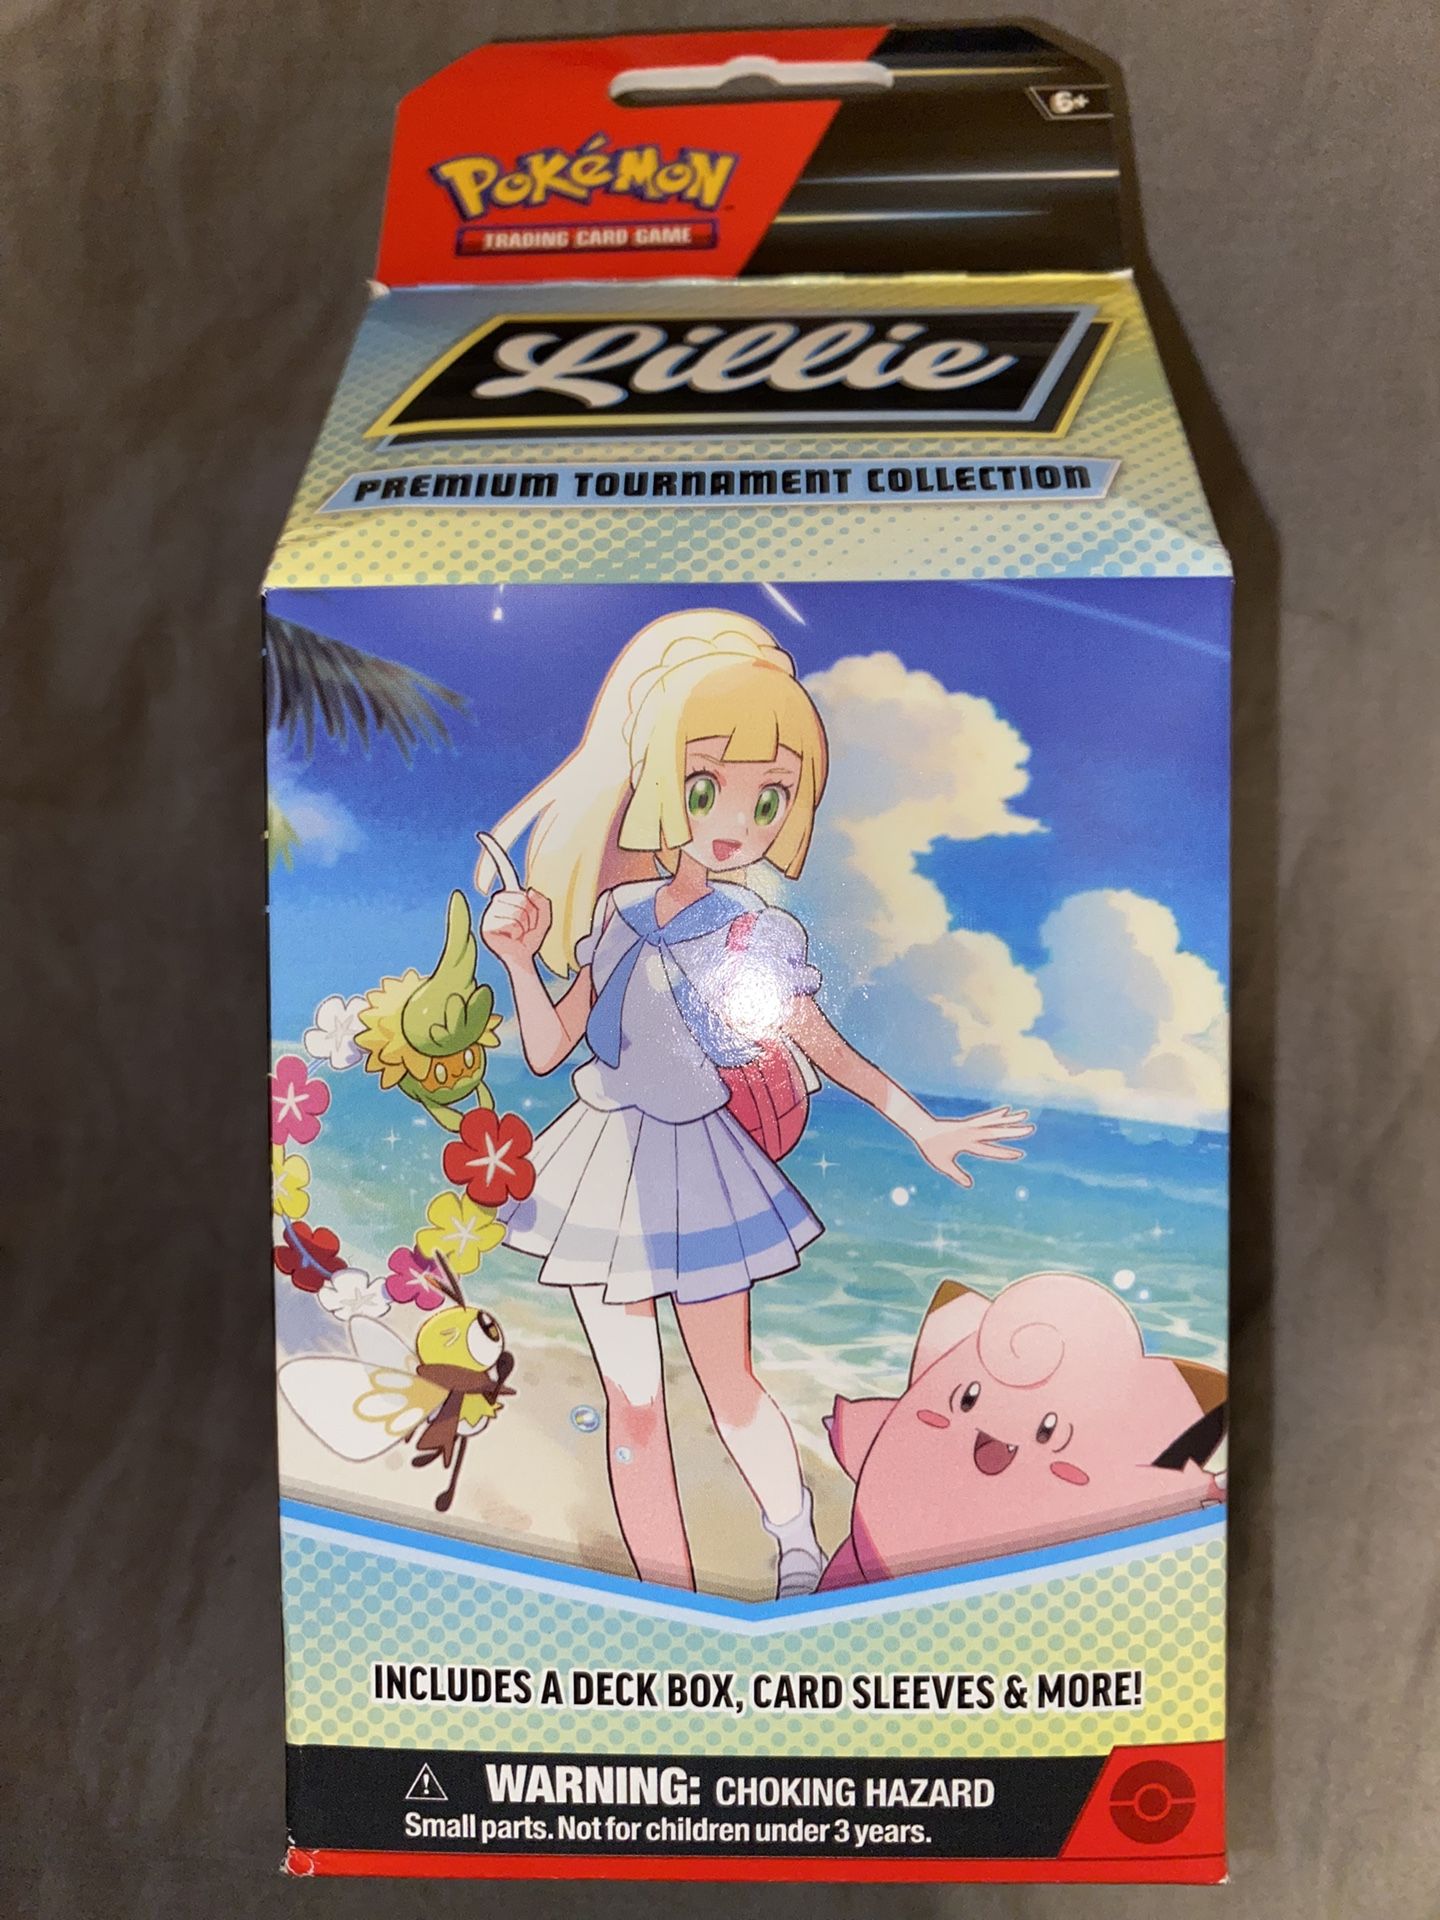 6+
POKéMON
TRADING CARD GAME
Lillie
PREMIUM TOURNAMENT COLLECTION
INCLUDES A DECK BOX, CARD SLEEVES & MORE!
WARNING: CHOKING HAZARD
Small parts. Not for children under 3 years.